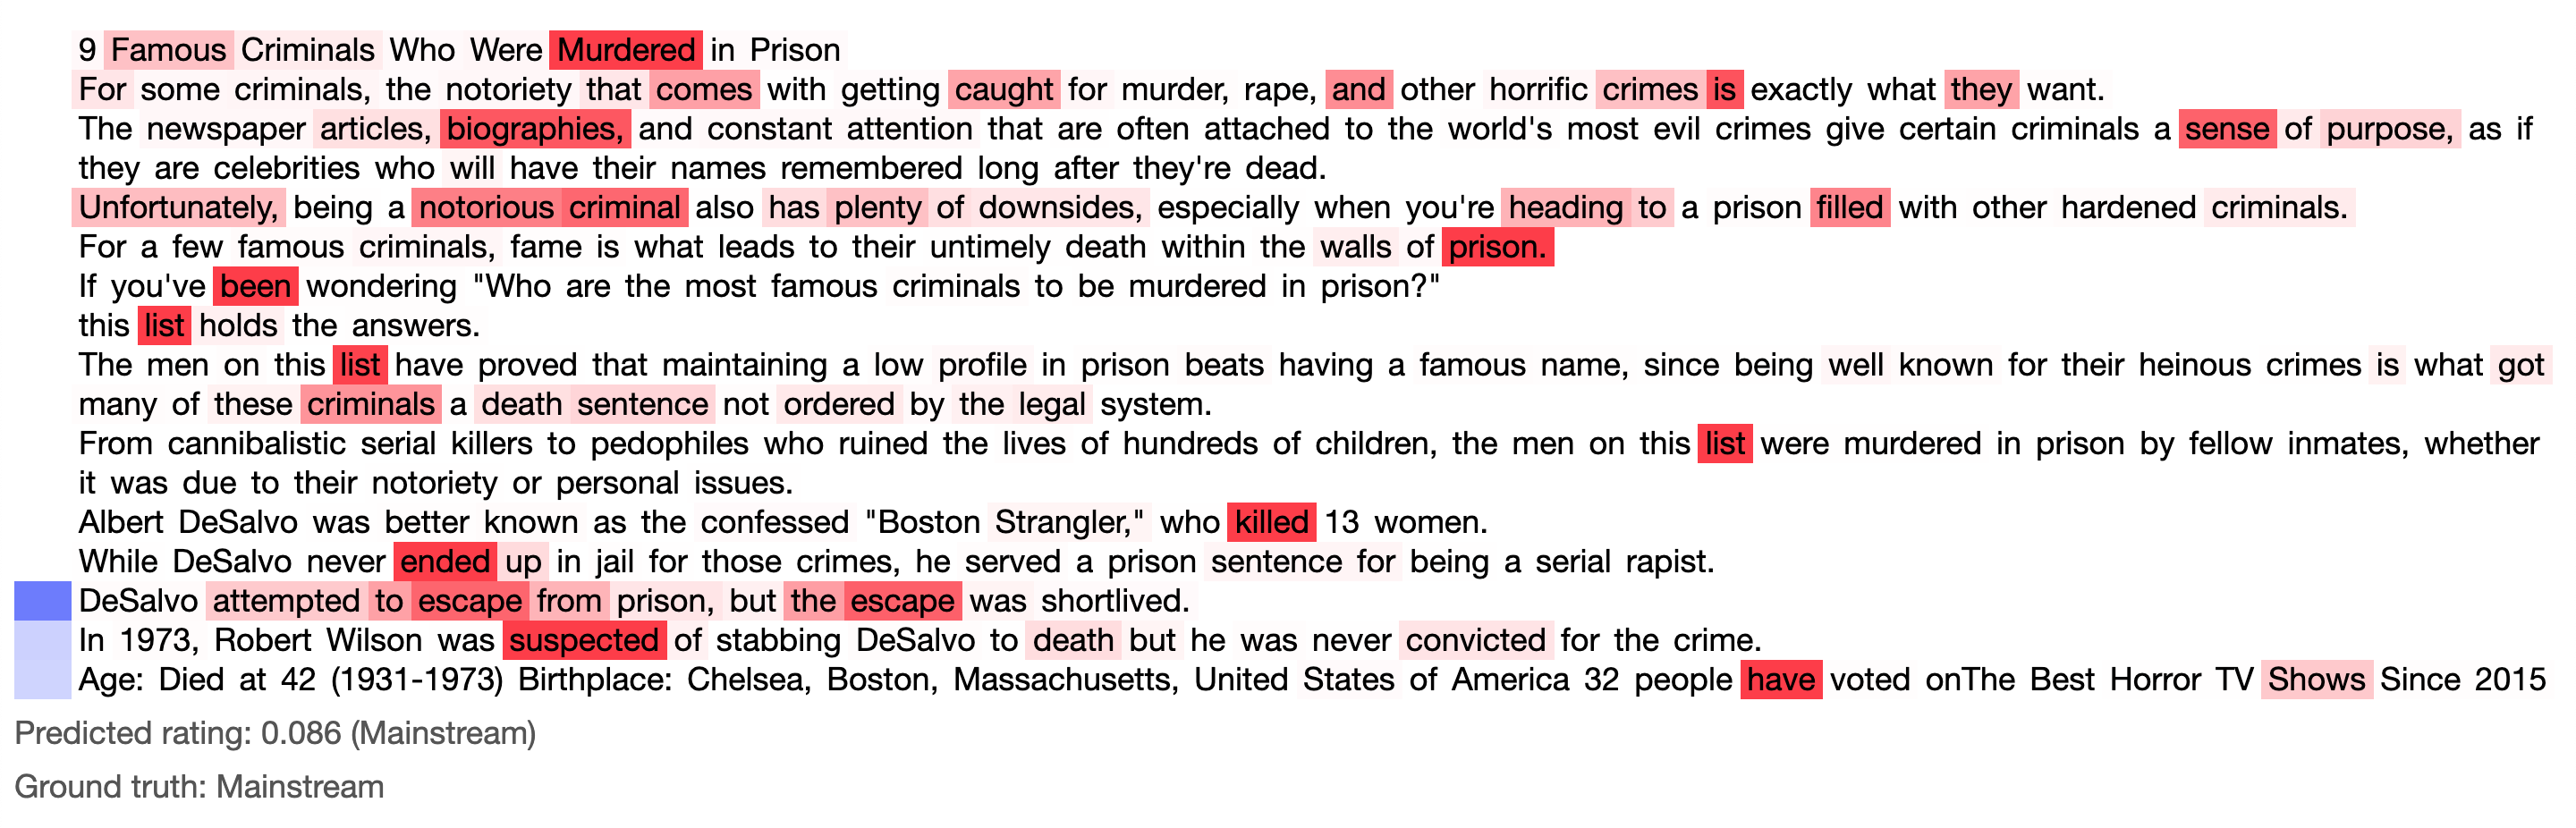 9 Famous Criminals Who Were Murdered in Prison
For some criminals, the notoriety that comes with getting caught for murder, rape, and other horrific crimes is exactly what they want.
The newspaper articles, biographies, and constant attention that are often attached to the world's most evil crimes give certain criminals a sense of purpose, as if
they are celebrities who will have their names remembered long after they're dead.
Unfortunately, being a notorious criminal also has plenty of downsides, especially when you're heading to a prison filled with other hardened criminals.
For a few famous criminals, fame is what leads to their untimely death within the walls of prison.
If you've been wondering "Who are the most famous criminals to be murdered in prison?"
this list holds the answers.
The men on this list have proved that maintaining a low profile in prison beats having a famous name, since being well known for their heinous crimes is what got
many of these criminals a death sentence not ordered by the legal system.
From cannibalistic serial killers to pedophiles who ruined the lives of hundreds of children, the men on this list were murdered in prison by fellow inmates, whether
it was due to their notoriety or personal issues.
Albert DeSalvo was better known as the confessed "Boston Strangler," who killed 13 women.
While DeSalvo never ended up in jail for those crimes, he served a prison sentence for being a serial rapist.
DeSalvo attempted to escape from prison, but the escape was shortlived.
In 1973, Robert Wilson was suspected of stabbing DeSalvo to death but he was never convicted for the crime.
Age: Died at 42 (1931-1973) Birthplace: Chelsea, Boston, Massachusetts, United States of America 32 people have voted onThe Best Horror TV Shows Since 2015
Predicted rating: 0.086 (Mainstream)
Ground truth: Mainstream